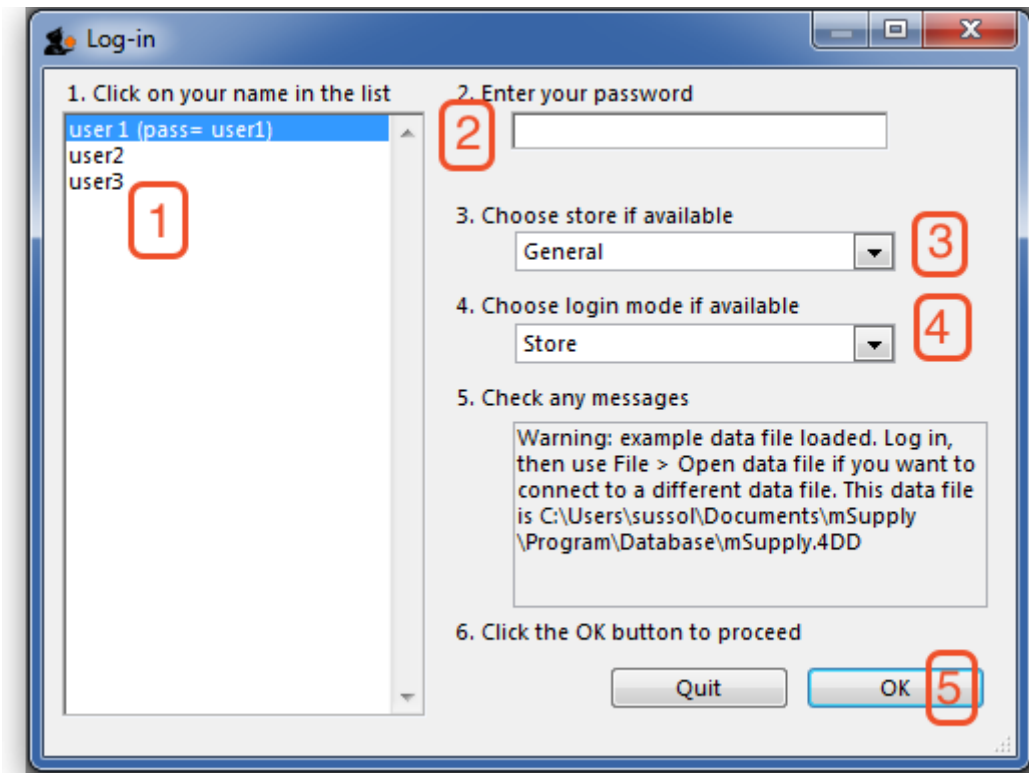 Log-in
1. Click on your name in the list
user 1 (pass= user1)
user2
user3
1
2. Enter your password
2
3. Choose store if available
General
3
4. Choose login mode if available
Store
4
5. Check any messages
Warning: example data file loaded. Log in,
then use File > Open data file if you want to
connect to a different data file. This data file
is C:\Users\sussol\Documents\mSupply
\Program\Database\mSupply.4DD
6. Click the OK button to proceed
Quit
OK
5